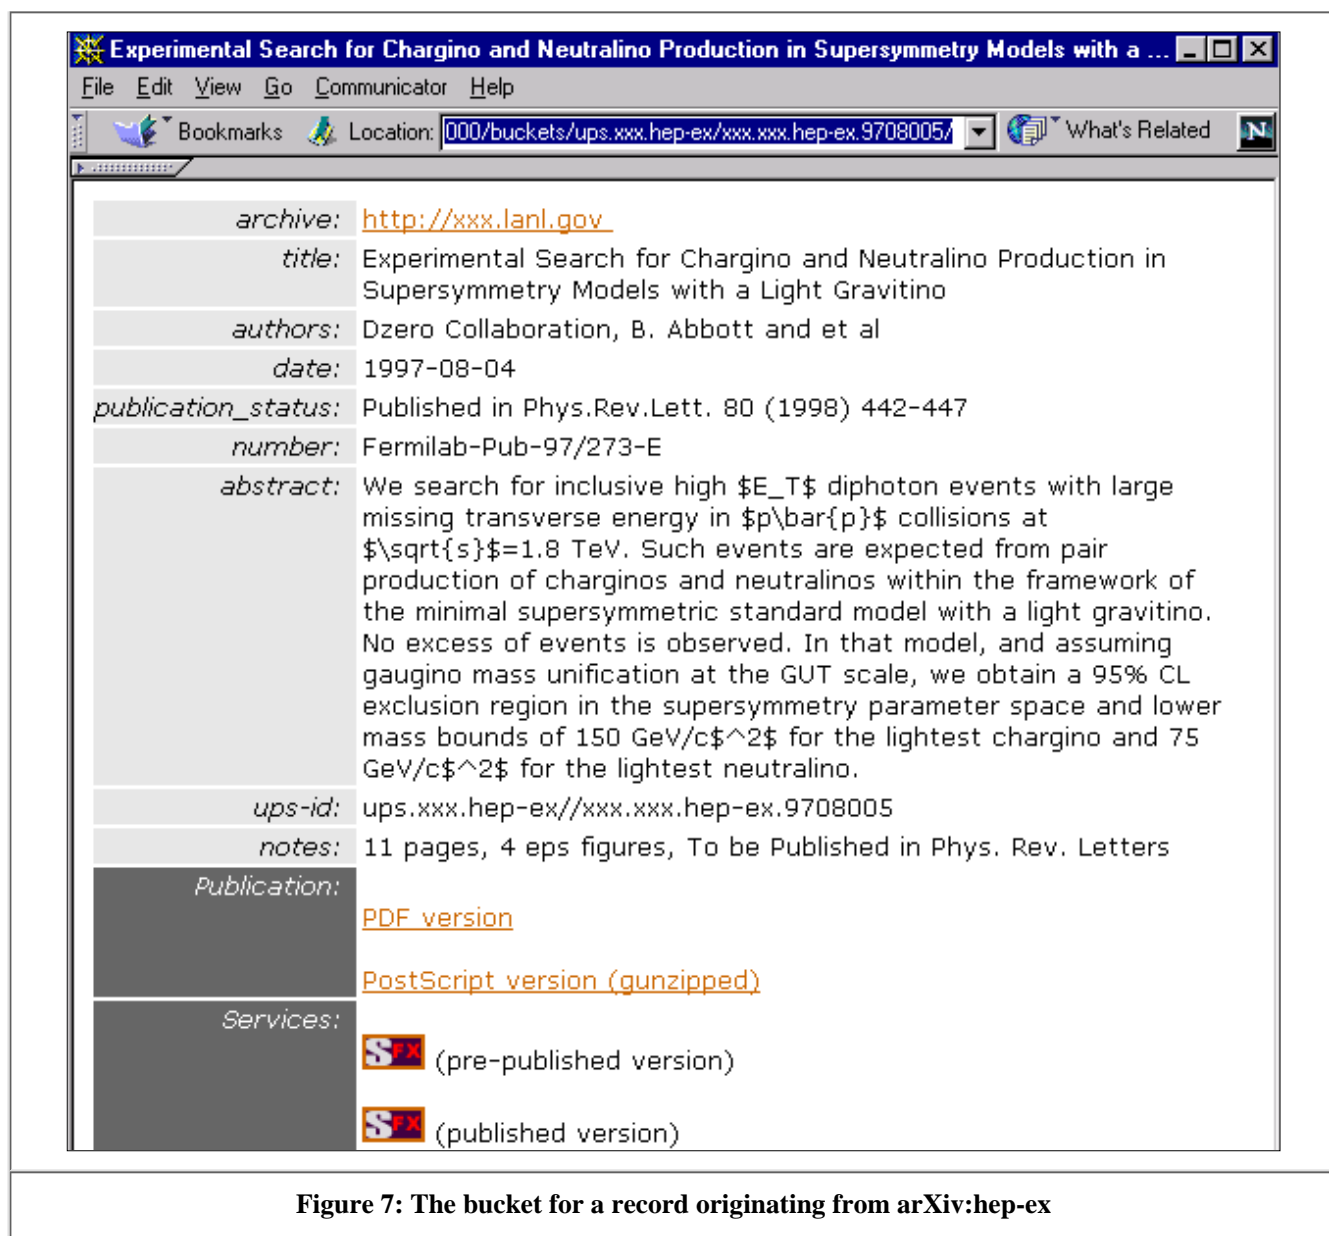 Experimental Search for Chargino and Neutralino Production in Supersymmetry Models with a ...
File Edit View Go Communicator Help
Bookmarks Location: 000/buckets/ups.xxx.hep-ex/xxx.xxx.hep-ex.9708005/ What's Related N
archive: http://xxx.lanl.gov
title: Experimental Search for Chargino and Neutralino Production in
Supersymmetry Models with a Light Gravitino
authors: Dzero Collaboration, B. Abbott and et al
date: 1997-08-04
publication_status: Published in Phys.Rev.Lett. 80 (1998) 442-447
number: Fermilab-Pub-97/273-E
abstract: We search for inclusive high $E_T$ diphoton events with large
missing transverse energy in $p\bar{p}$ collisions at
$\sqrt{s}$=1.8 TeV. Such events are expected from pair
production of charginos and neutralinos within the framework of
the minimal supersymmetric standard model with a light gravitino.
No excess of events is observed. In that model, and assuming
gaugino mass unification at the GUT scale, we obtain a 95% CL
exclusion region in the supersymmetry parameter space and lower
mass bounds of 150 GeV/c$^2$ for the lightest chargino and 75
GeV/c$^2$ for the lightest neutralino.
ups-id: ups.xxx.hep-ex//xxx.xxx.hep-ex.9708005
notes: 11 pages, 4 eps figures, To be Published in Phys. Rev. Letters
Publication:
PDF version
PostScript version (gunzipped)
Services:
SFX (pre-published version)
SFX (published version)
Figure 7: The bucket for a record originating from arXiv:hep-ex